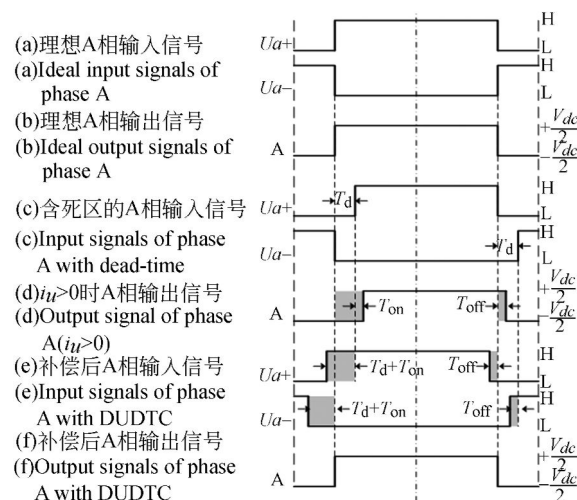 (a)理想A相输入信号
(a)Ideal input signals of
phase A
(b)理想A相输出信号
(b)Ideal output signals of
phase A
(c)含死区的A相输入信号
(c)Input signals of phase
A with dead-time
(d)iu>0时A相输出信号
(d)Output signal of phase
A(iu>0)
(e)补偿后A相输入信号
(e)Input signals of phase
A with DUDTC
(f)补偿后A相输出信号
(f)Output signals of phase
A with DUDTC
Ua+ H
L
Ua− H
L
A +Vdc/2
−Vdc/2
Ua+ Td H
L
Ua− Td H
L
A Ton Toff +Vdc/2
−Vdc/2
Ua+ Td+Ton Toff H
L
Ua− Td+Ton Toff H
L
A +Vdc/2
−Vdc/2